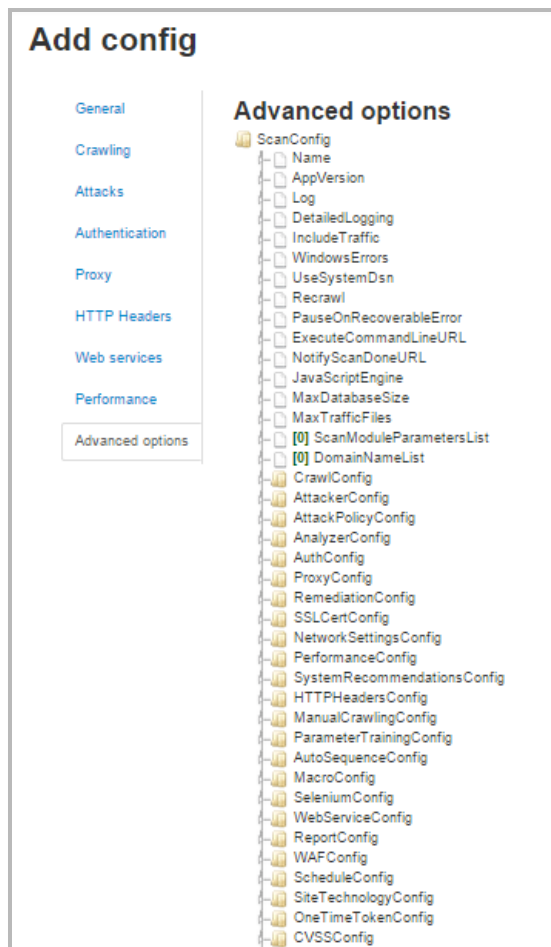 Add config
General
Crawling
Attacks
Authentication
Proxy
HTTP Headers
Web services
Performance
Advanced options
Advanced options
ScanConfig
Name
AppVersion
Log
DetailedLogging
IncludeTraffic
WindowsErrors
UseSystemDsn
Recrawl
PauseOnRecoverableError
ExecuteCommandLineURL
NotifyScanDoneURL
JavaScriptEngine
MaxDatabaseSize
MaxTrafficFiles
[0] ScanModuleParametersList
[0] DomainNameList
CrawlConfig
AttackerConfig
AttackPolicyConfig
AnalyzerConfig
AuthConfig
ProxyConfig
RemediationConfig
SSLCertConfig
NetworkSettingsConfig
PerformanceConfig
SystemRecommendationsConfig
HTTPHeadersConfig
ManualCrawlingConfig
ParameterTrainingConfig
AutoSequenceConfig
MacroConfig
SeleniumConfig
WebServiceConfig
ReportConfig
WAFConfig
ScheduleConfig
SiteTechnologyConfig
OneTimeTokenConfig
CVSSConfig